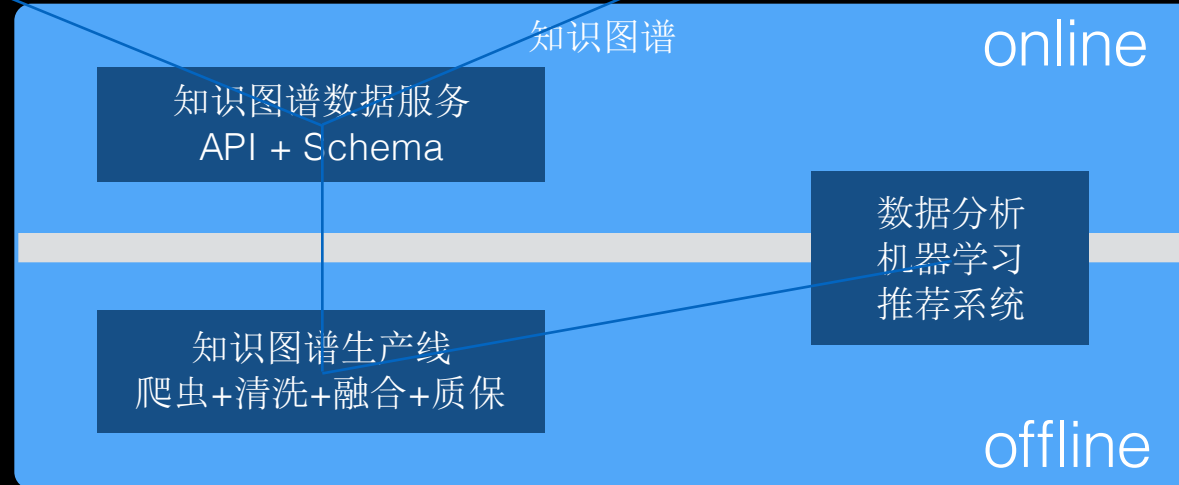 知识图谱
online
知识图谱数据服务
API + Schema
数据分析
机器学习
推荐系统
知识图谱生产线
爬虫+清洗+融合+质保
offline